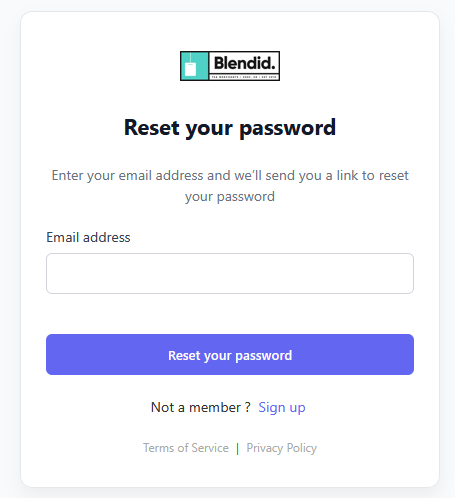 Blendid.
Reset your password
Enter your email address and we'll send you a link to reset
your password
Email address
Reset your password
Not a member ? Sign up
Terms of Service | Privacy Policy